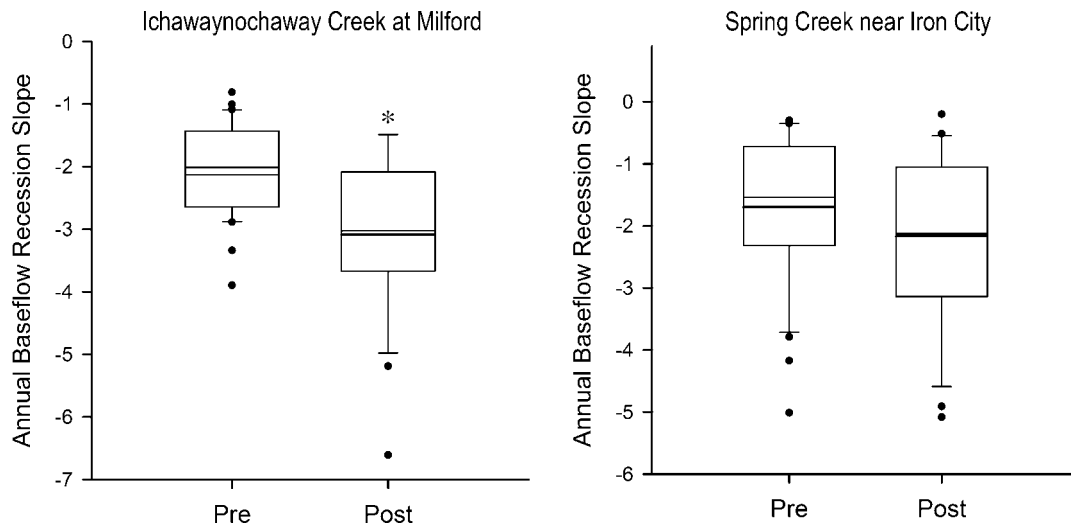 Ichawaynochaway Creek at Milford
Annual Baseflow Recession Slope
0
-1
-2
-3
-4
-5
-6
-7
*
Pre
Post
Spring Creek near Iron City
Annual Baseflow Recession Slope
0
-1
-2
-3
-4
-5
-6
Pre
Post